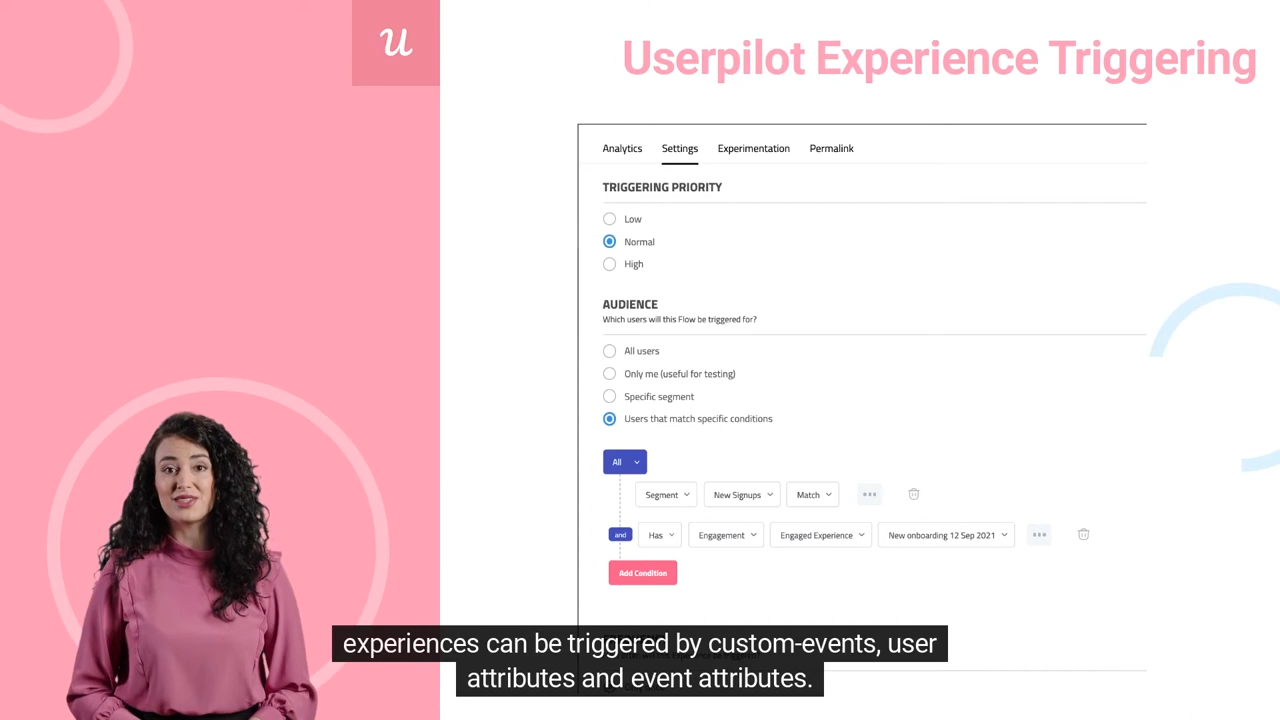 u
Userpilot Experience Triggering
Analytics Settings Experimentation Permalink
TRIGGERING PRIORITY
Low
Normal
High
AUDIENCE
Which users will this Flow be triggered for?
All users
Only me (useful for testing)
Specific segment
Users that match specific conditions
All
Segment New Signups Match
and Has Engagement Engaged Experience New onboarding 12 Sep 2021
Add Condition
experiences can be triggered by custom-events, user
attributes and event attributes.